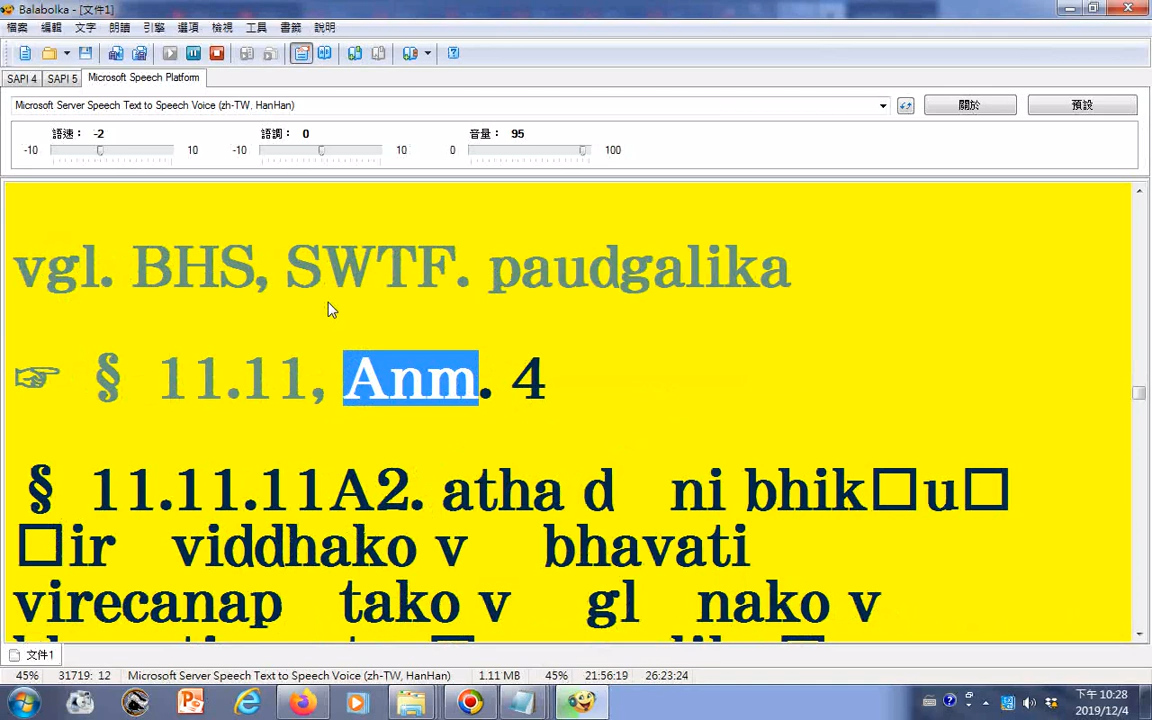 Balabolka - [文件1]
檔案 編輯 文字 朗讀 引擎 選項 檢視 工具 書籤 說明
SAPI 4 SAPI 5 Microsoft Speech Platform
Microsoft Server Speech Text to Speech Voice (zh-TW, HanHan) 關於 預設
語速： -2 語調： 0 音量： 95
-10 10 -10 10 0 100
vgl. BHS, SWTF. paudgalika
☞ § 11.11, Anm. 4
§ 11.11.11A2. atha d ni bhik□u□
□ir viddhako v bhavati
virecanap tako v gl nako v
文件1
45% 31719: 12 Microsoft Server Speech Text to Speech Voice (zh-TW, HanHan) 1.11 MB 45% 21:56:19 26:23:24
下午 10:28
2019/12/4